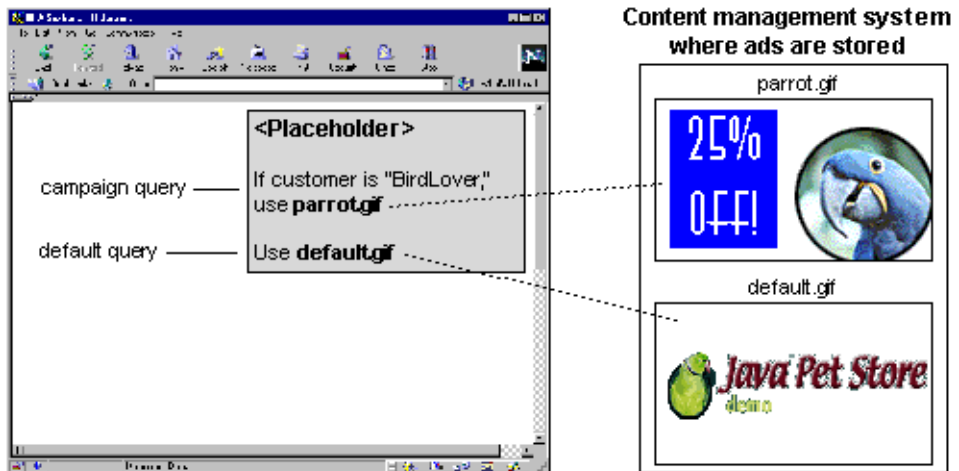 Content management system
where ads are stored
<Placeholder>
campaign query
If customer is "BirdLover,"
use parrot.gif
default query
Use default.gif
parrot.gif
25%
OFF!
default.gif
Java Pet Store
demo